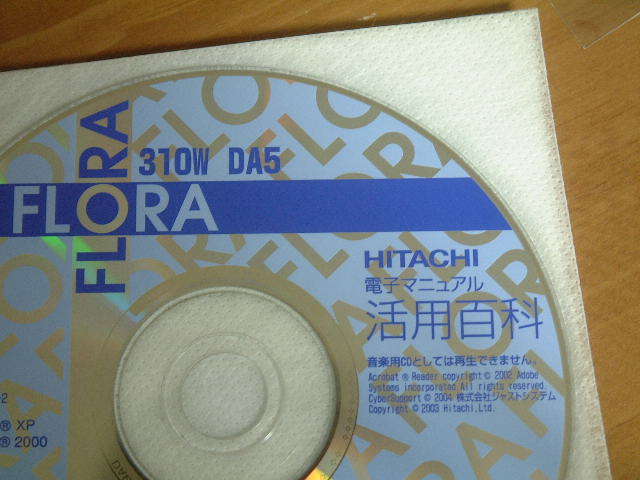 FLORA
310W DA5
FLORA
HITACHI
電子マニュアル
活用百科
音楽用CDとしては再生できません。
Acrobat ® Reader copyright © 2002 Adobe
Systems incorporated All rights reserved.
CyberSupport © 2004 株式会社ジャストシステム
Copyright © 2003 Hitachi,Ltd.
® XP
® 2000